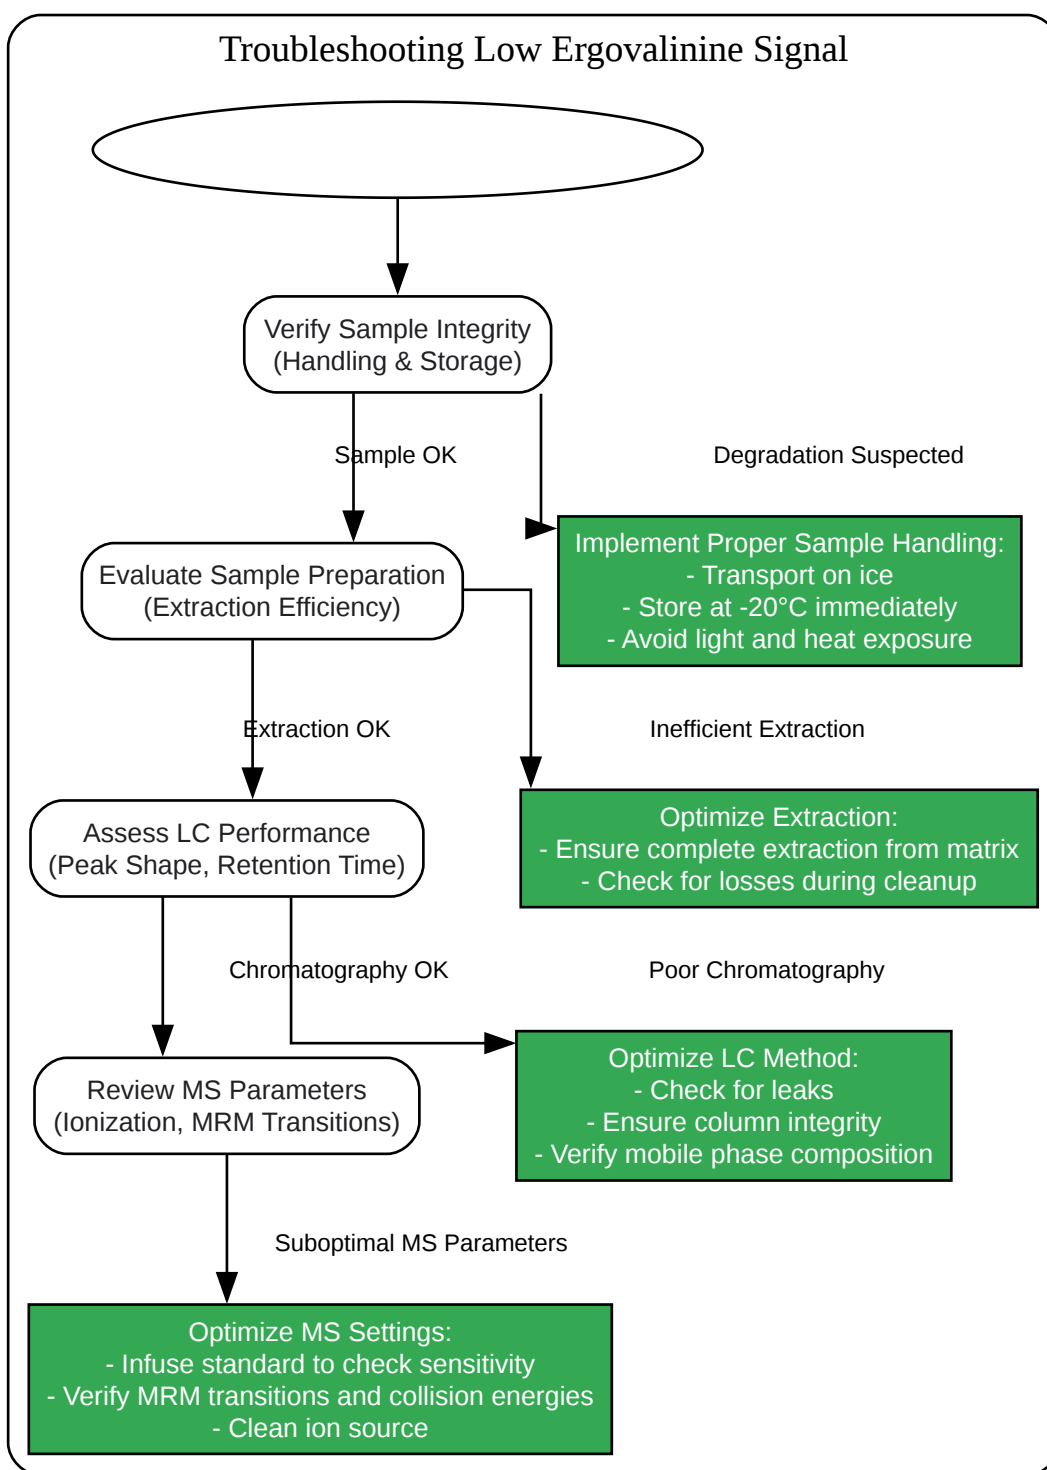 Troubleshooting Low Ergovalinine Signal
Verify Sample Integrity
(Handling & Storage)
Sample OK
Degradation Suspected
Implement Proper Sample Handling:
- Transport on ice
- Store at -20°C immediately
- Avoid light and heat exposure
Evaluate Sample Preparation
(Extraction Efficiency)
Extraction OK
Inefficient Extraction
Optimize Extraction:
- Ensure complete extraction from matrix
- Check for losses during cleanup
Assess LC Performance
(Peak Shape, Retention Time)
Chromatography OK
Poor Chromatography
Optimize LC Method:
- Check for leaks
- Ensure column integrity
- Verify mobile phase composition
Review MS Parameters
(Ionization, MRM Transitions)
Suboptimal MS Parameters
Optimize MS Settings:
- Infuse standard to check sensitivity
- Verify MRM transitions and collision energies
- Clean ion source